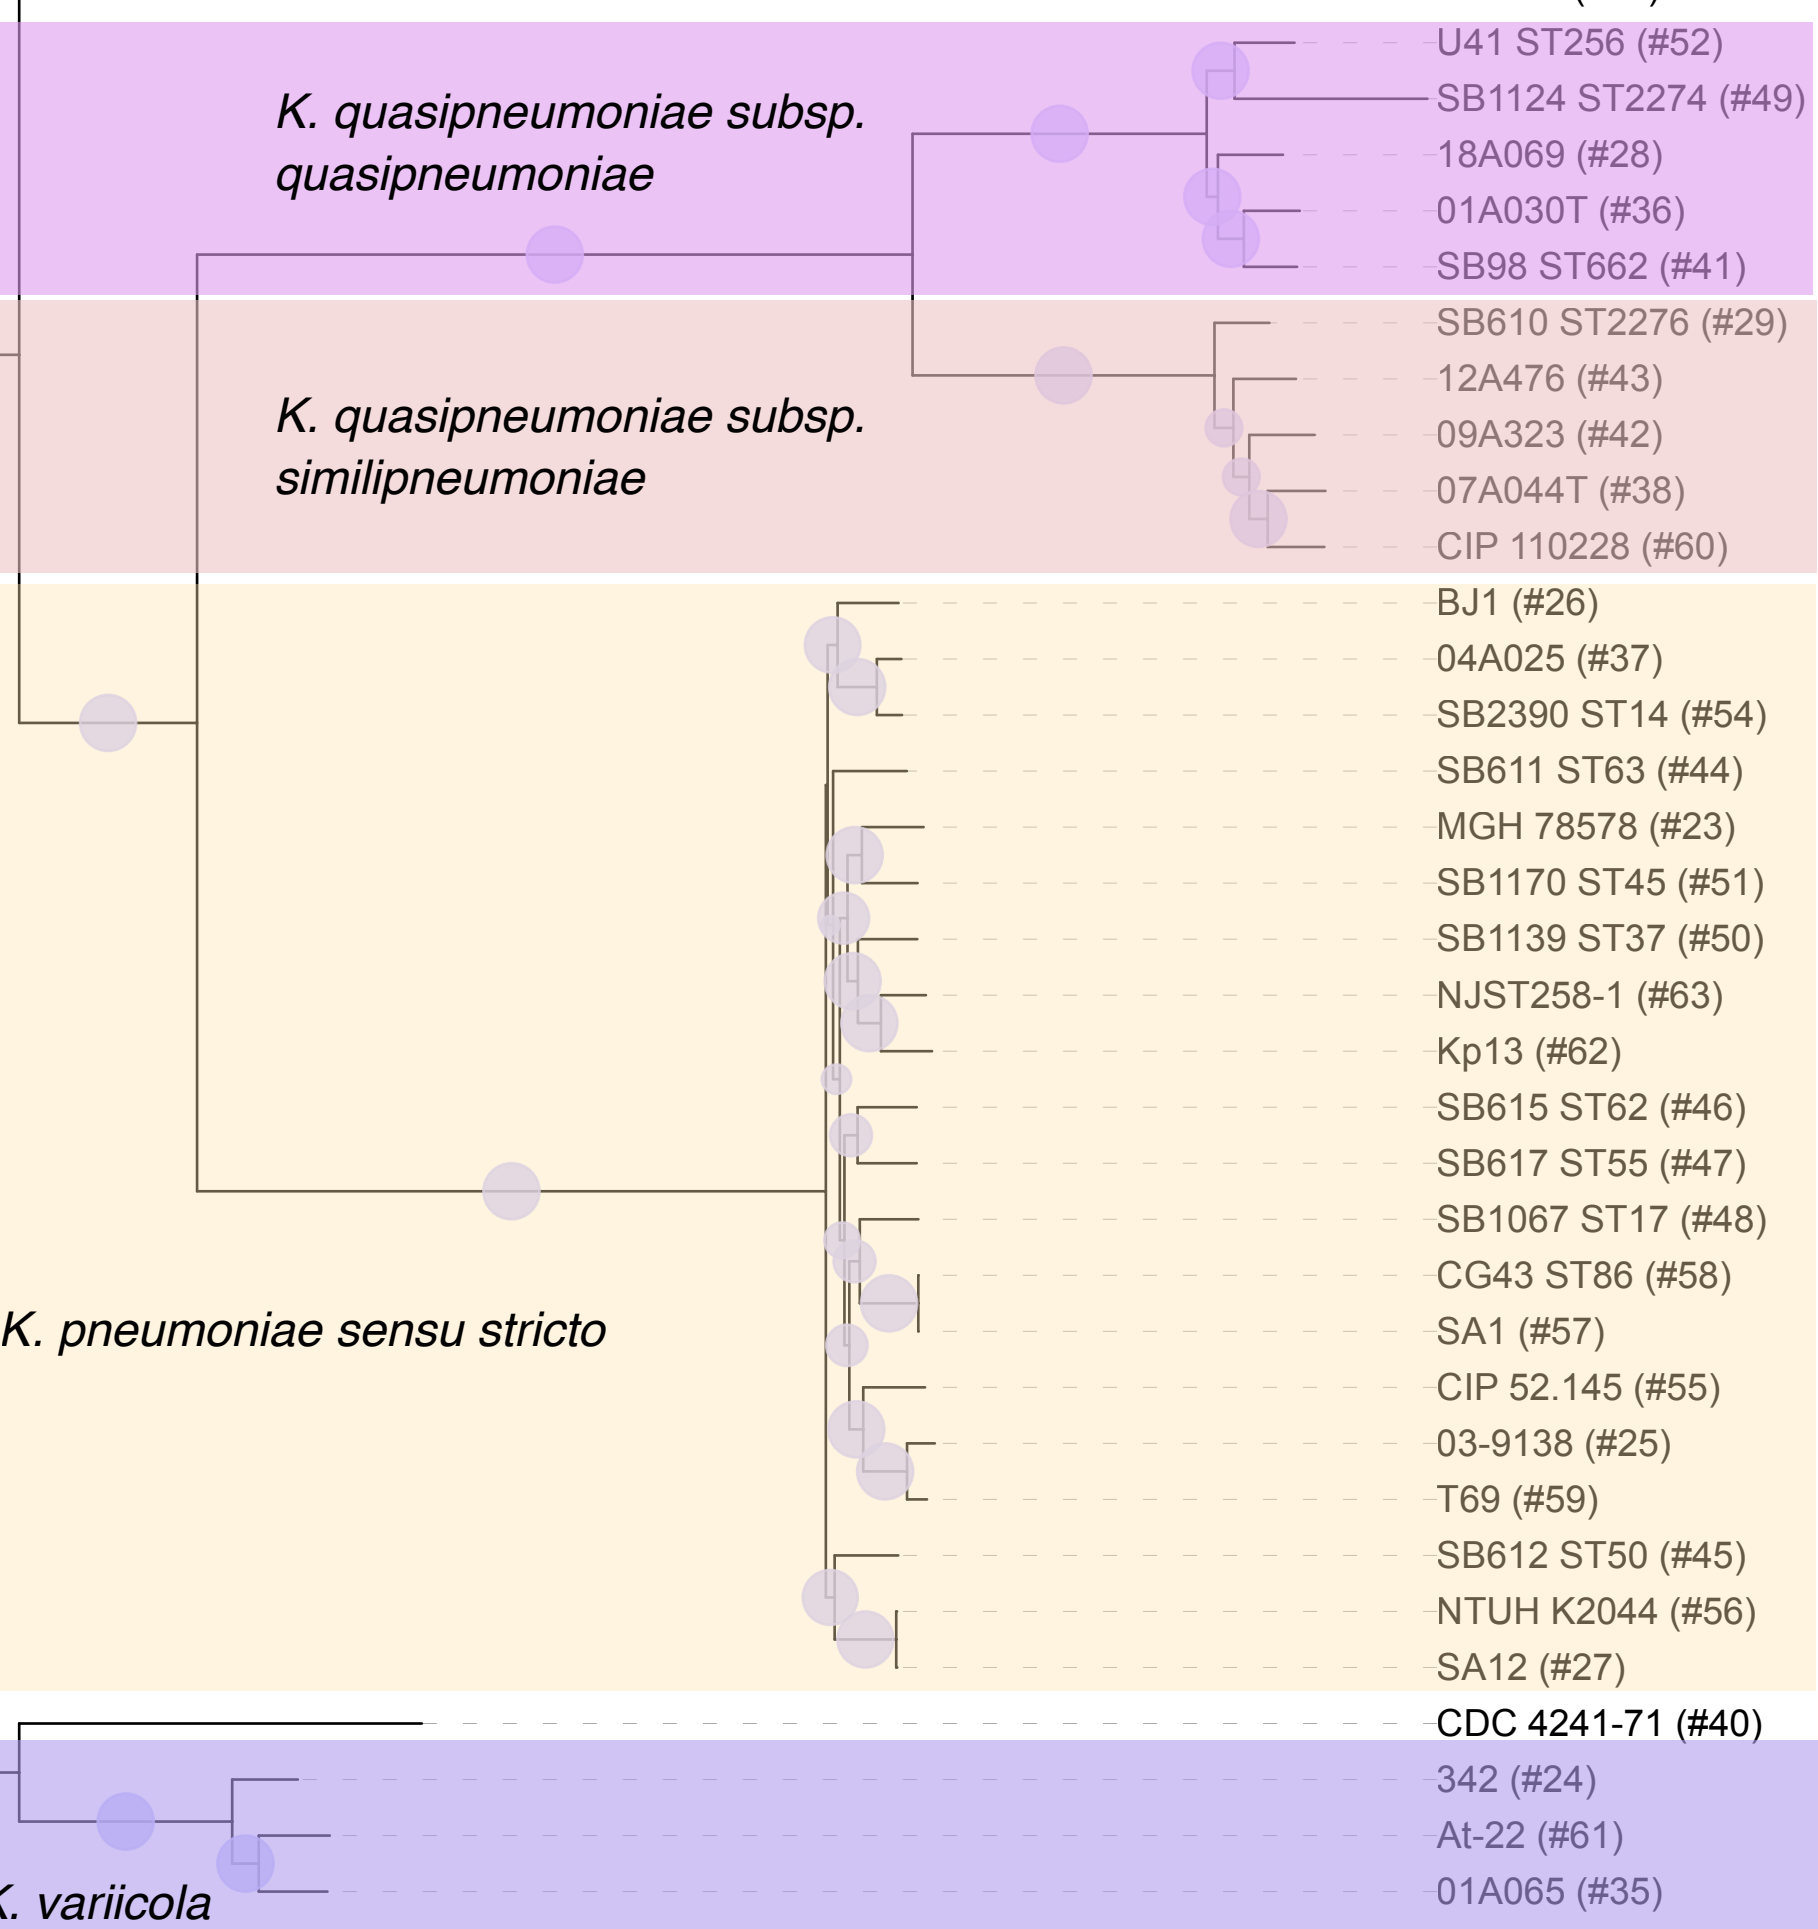 U41 ST256 (#52)
SB1124 ST2274 (#49)
K. quasipneumoniae subsp.
quasipneumoniae
18A069 (#28)
01A030T (#36)
SB98 ST662 (#41)
SB610 ST2276 (#29)
12A476 (#43)
K. quasipneumoniae subsp.
similipneumoniae
09A323 (#42)
07A044T (#38)
CIP 110228 (#60)
BJ1 (#26)
04A025 (#37)
SB2390 ST14 (#54)
SB611 ST63 (#44)
MGH 78578 (#23)
SB1170 ST45 (#51)
SB1139 ST37 (#50)
NJST258-1 (#63)
Kp13 (#62)
SB615 ST62 (#46)
SB617 ST55 (#47)
SB1067 ST17 (#48)
CG43 ST86 (#58)
K. pneumoniae sensu stricto
SA1 (#57)
CIP 52.145 (#55)
03-9138 (#25)
T69 (#59)
SB612 ST50 (#45)
NTUH K2044 (#56)
SA12 (#27)
CDC 4241-71 (#40)
342 (#24)
At-22 (#61)
01A065 (#35)
K. variicola